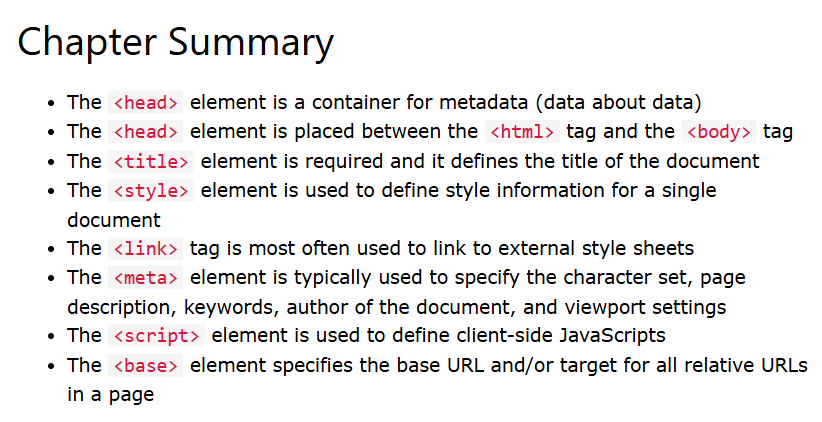 Chapter Summary
• The <head> element is a container for metadata (data about data)
• The <head> element is placed between the <html> tag and the <body> tag
• The <title> element is required and it defines the title of the document
• The <style> element is used to define style information for a single
document
• The <link> tag is most often used to link to external style sheets
• The <meta> element is typically used to specify the character set, page
description, keywords, author of the document, and viewport settings
• The <script> element is used to define client-side JavaScripts
• The <base> element specifies the base URL and/or target for all relative URLs
in a page